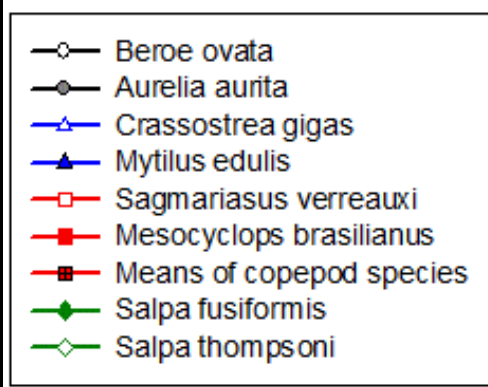 Beroe ovata
Aurelia aurita
Crassostrea gigas
Mytilus edulis
Sagmariasus verreauxi
Mesocyclops brasilianus
Means of copepod species
Salpa fusiformis
Salpa thompsoni